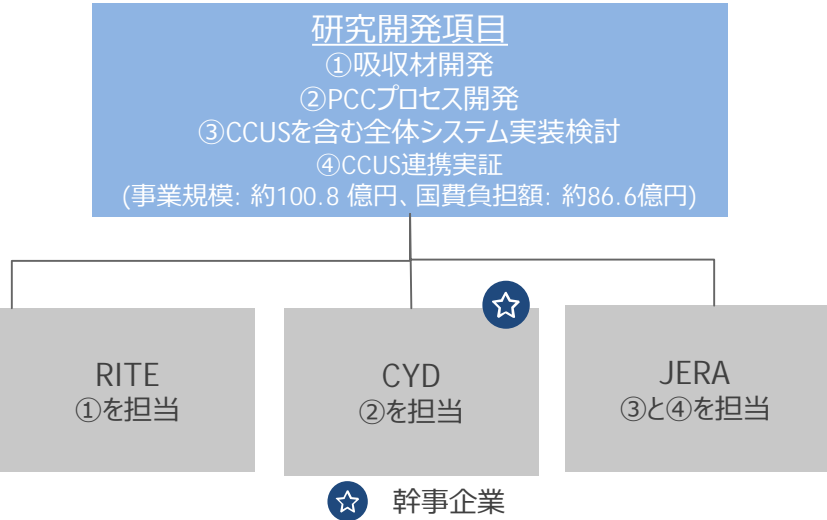 研究開発項目
①吸収材開発
②PCCプロセス開発
③CCUSを含む全体システム実装検討
④CCUS連携実証
(事業規模: 約100.8 億円、国費負担額: 約86.6億円)
RITE
①を担当
CYD
②を担当
JERA
③と④を担当
幹事企業